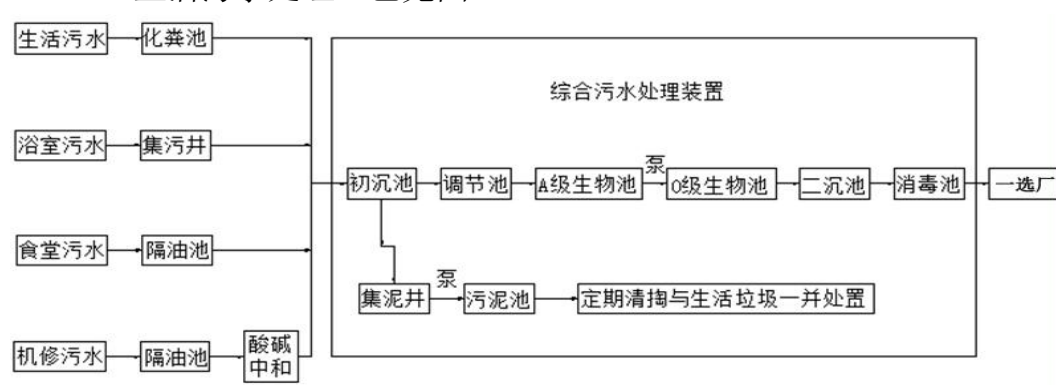 生活污水
化粪池
综合污水处理装置
浴室污水
集污井
初沉池
调节池
A级生物池
泵
O级生物池
二沉池
消毒池
一选厂
食堂污水
隔油池
集泥井
泵
污泥池
定期清掏与生活垃圾一并处置
机修污水
隔油池
酸碱
中和